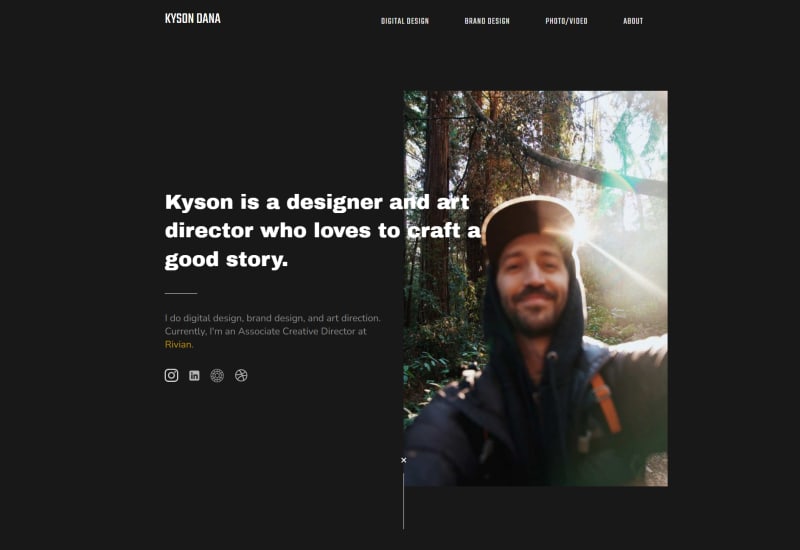 KYSON DANA
DIGITAL DESIGN
BRAND DESIGN
PHOTO/VIDEO
ABOUT
Kyson is a designer and art
director who loves to craft a
good story.
I do digital design, brand design, and art direction.
Currently, I'm an Associate Creative Director at
Rivian.